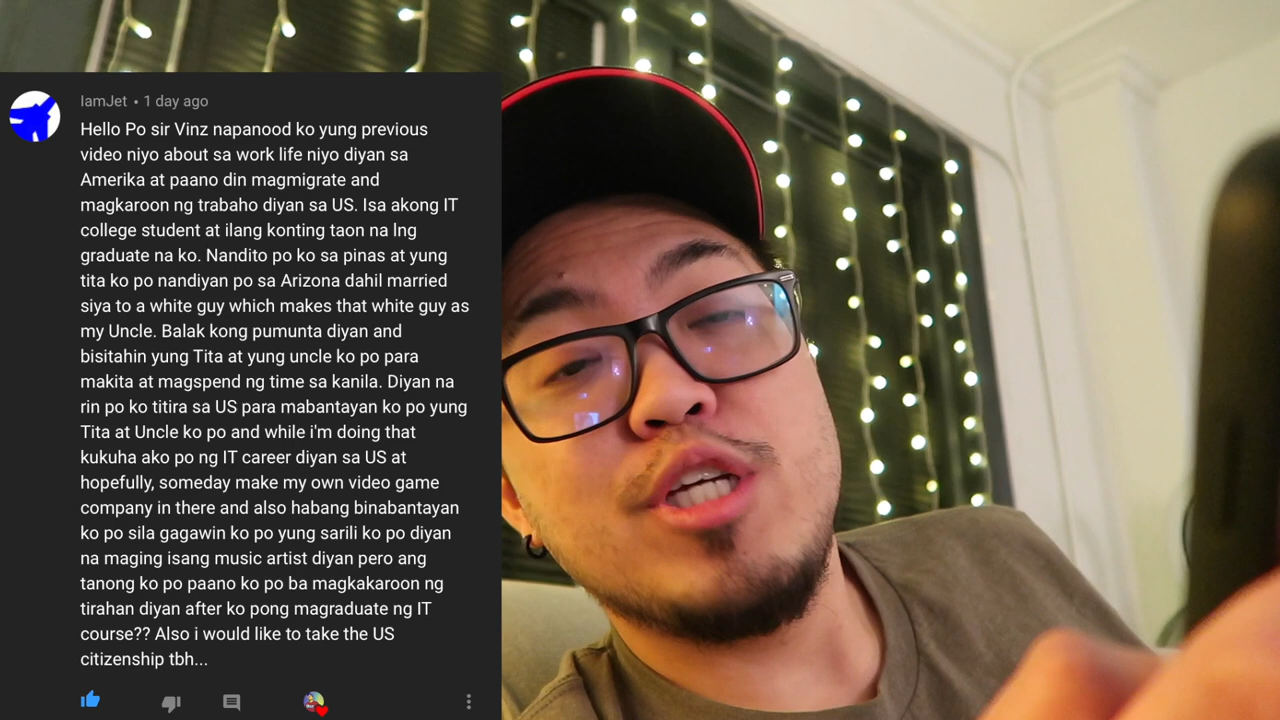 IamJet • 1 day ago
Hello Po sir Vinz napanood ko yung previous
video niyo about sa work life niyo diyan sa
Amerika at paano din magmigrate and
magkaroon ng trabaho diyan sa US. Isa akong IT
college student at ilang konting taon na lng
graduate na ko. Nandito po ko sa pinas at yung
tita ko po nandiyan po sa Arizona dahil married
siya to a white guy which makes that white guy as
my Uncle. Balak kong pumunta diyan and
bisitahin yung Tita at yung uncle ko po para
makita at magspend ng time sa kanila. Diyan na
rin po ko titira sa US para mabantayan ko po yung
Tita at Uncle ko po and while i'm doing that
kukuha ako po ng IT career diyan sa US at
hopefully, someday make my own video game
company in there and also habang binabantayan
ko po sila gagawin ko po yung sarili ko po diyan
na maging isang music artist diyan pero ang
tanong ko po paano ko po ba magkakaroon ng
tirahan diyan after ko pong magraduate ng IT
course?? Also i would like to take the US
citizenship tbh...